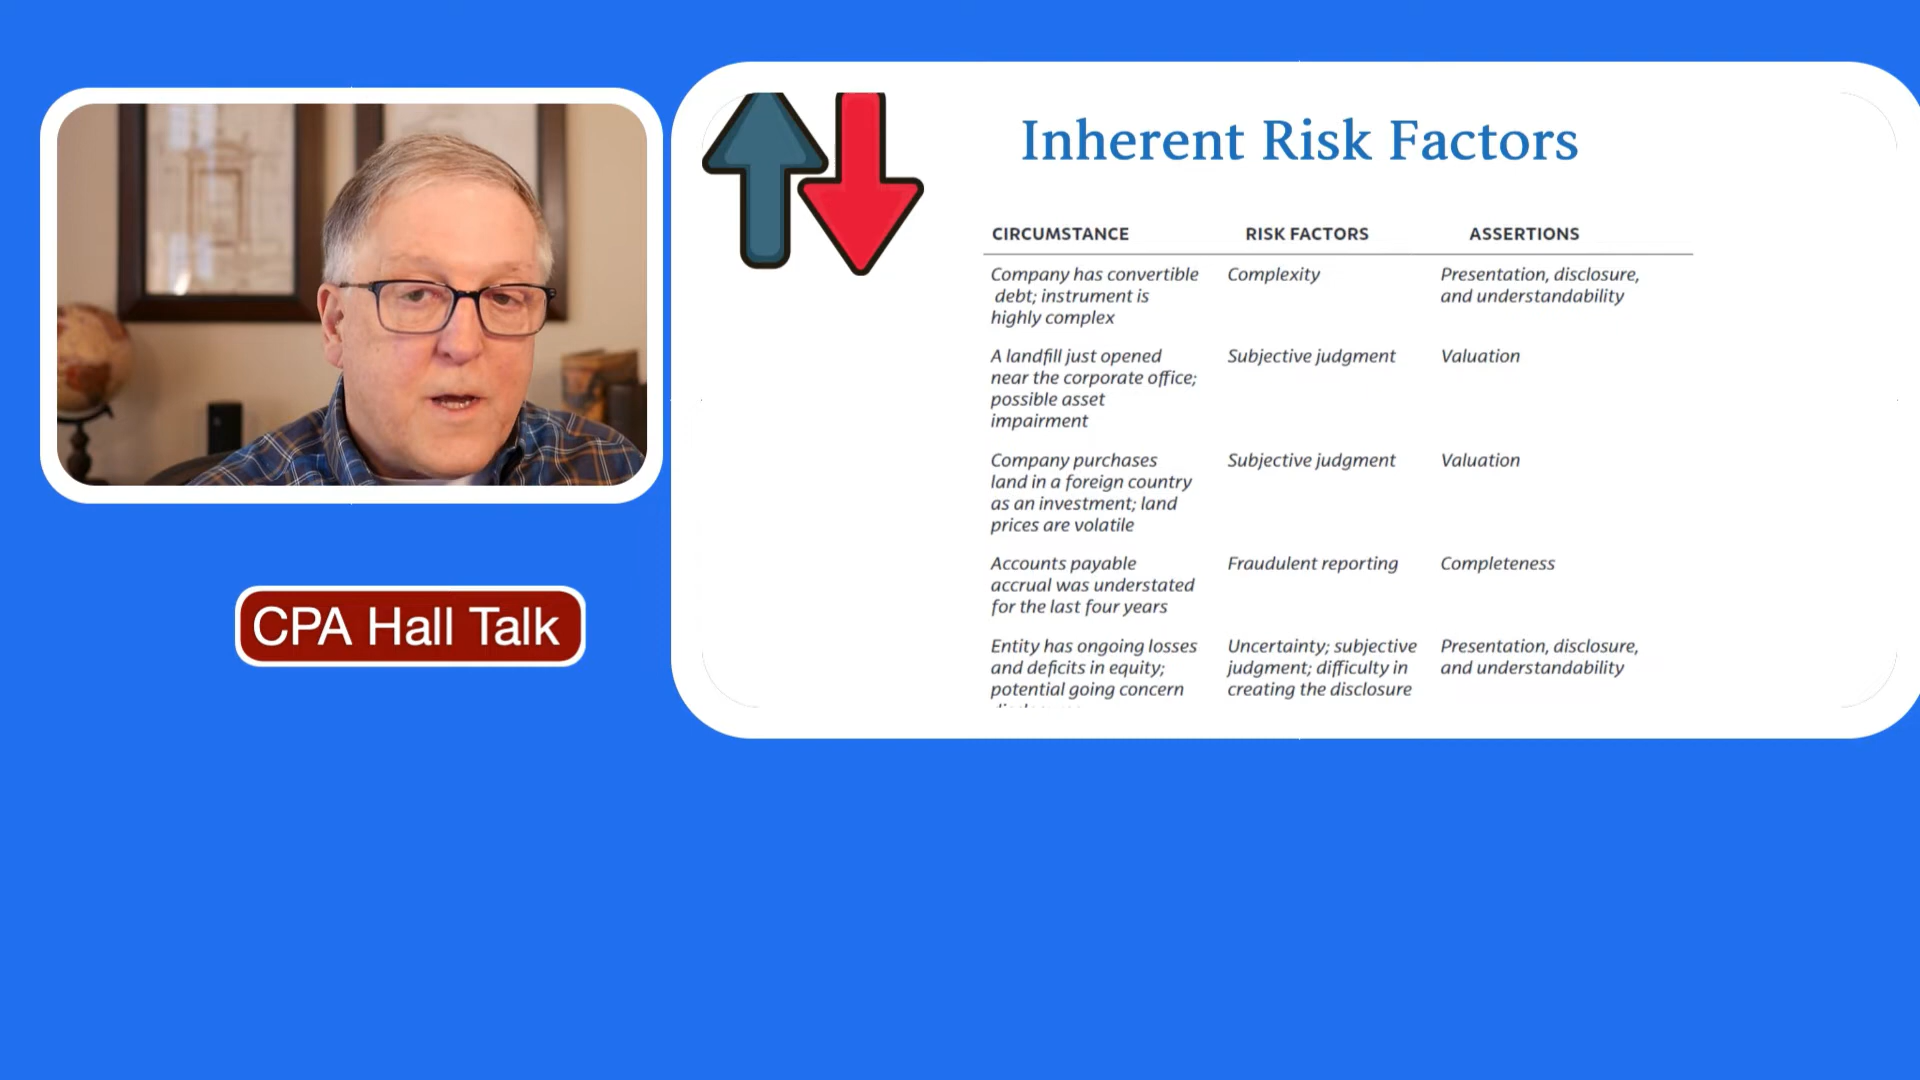 Inherent Risk Factors
CIRCUMSTANCE RISK FACTORS ASSERTIONS
Company has convertible
debt; instrument is
highly complex
Complexity
Presentation, disclosure,
and understandability
A landfill just opened
near the corporate office;
possible asset
impairment
Subjective judgment
Valuation
Company purchases
land in a foreign country
as an investment; land
prices are volatile
Subjective judgment
Valuation
Accounts payable
accrual was understated
for the last four years
Fraudulent reporting
Completeness
Entity has ongoing losses
and deficits in equity;
potential going concern
Uncertainty; subjective
judgment; difficulty in
creating the disclosure
Presentation, disclosure,
and understandability
CPA Hall Talk